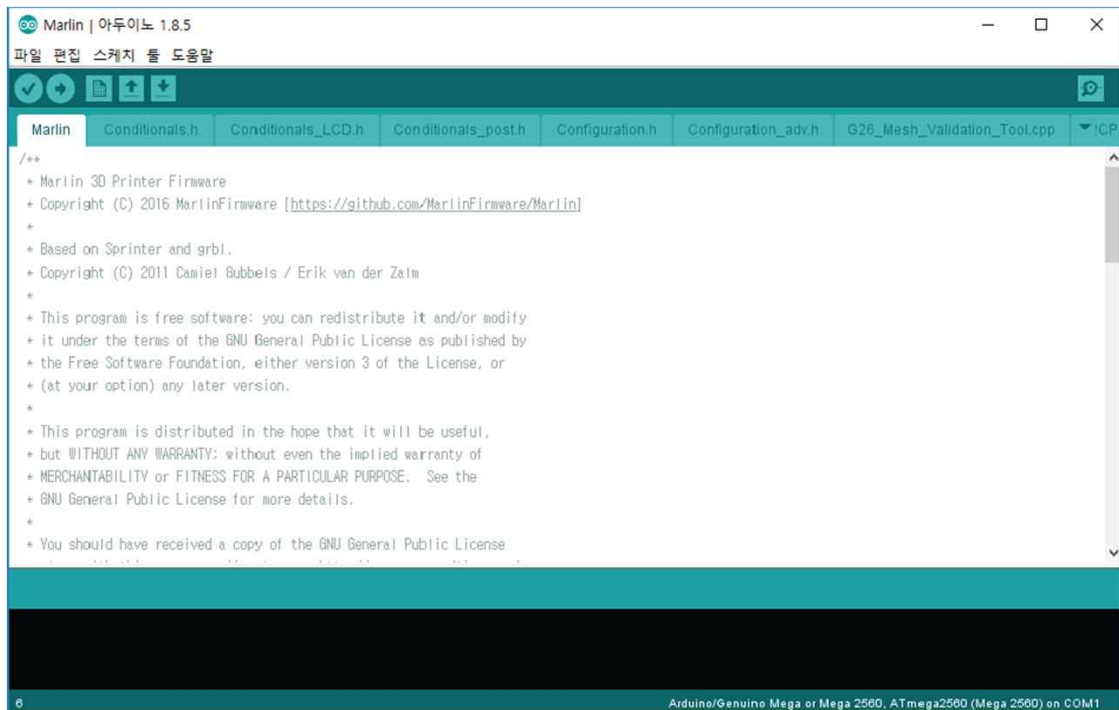 Marlin | 아두이노 1.8.5
파일 편집 스케치 툴 도움말
Marlin Conditionals.h Conditionals_LCD.h Conditionals_post.h Configuration.h Configuration_adv.h G26_Mesh_Validation_Tool.cpp
/**
* Marlin 3D Printer Firmware
* Copyright (C) 2016 MarlinFirmware [https://github.com/MarlinFirmware/Marlin]
*
* Based on Sprinter and grbl.
* Copyright (C) 2011 Camiel Gubbels / Erik van der Zalm
*
* This program is free software: you can redistribute it and/or modify
* it under the terms of the GNU General Public License as published by
* the Free Software Foundation, either version 3 of the License, or
* (at your option) any later version.
*
* This program is distributed in the hope that it will be useful,
* but WITHOUT ANY WARRANTY; without even the implied warranty of
* MERCHANTABILITY or FITNESS FOR A PARTICULAR PURPOSE.  See the
* GNU General Public License for more details.
*
* You should have received a copy of the GNU General Public License
6 Arduino/Genuino Mega or Mega 2560, ATmega2560 (Mega 2560) on COM1